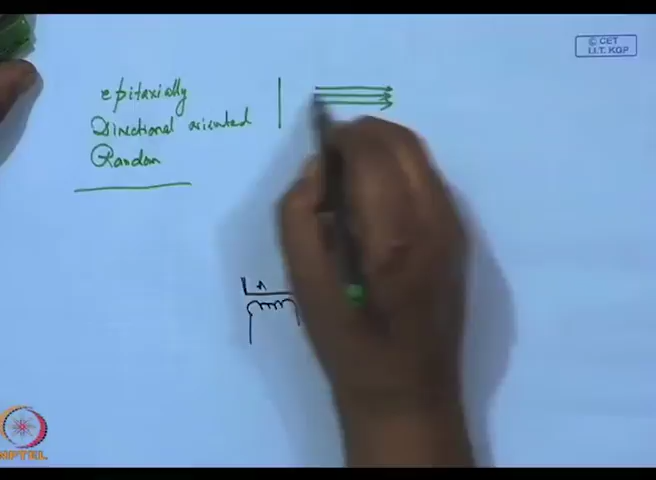 © CET
I.I.T. KGP
epitaxially
Directional oriented
Random
NPTEL